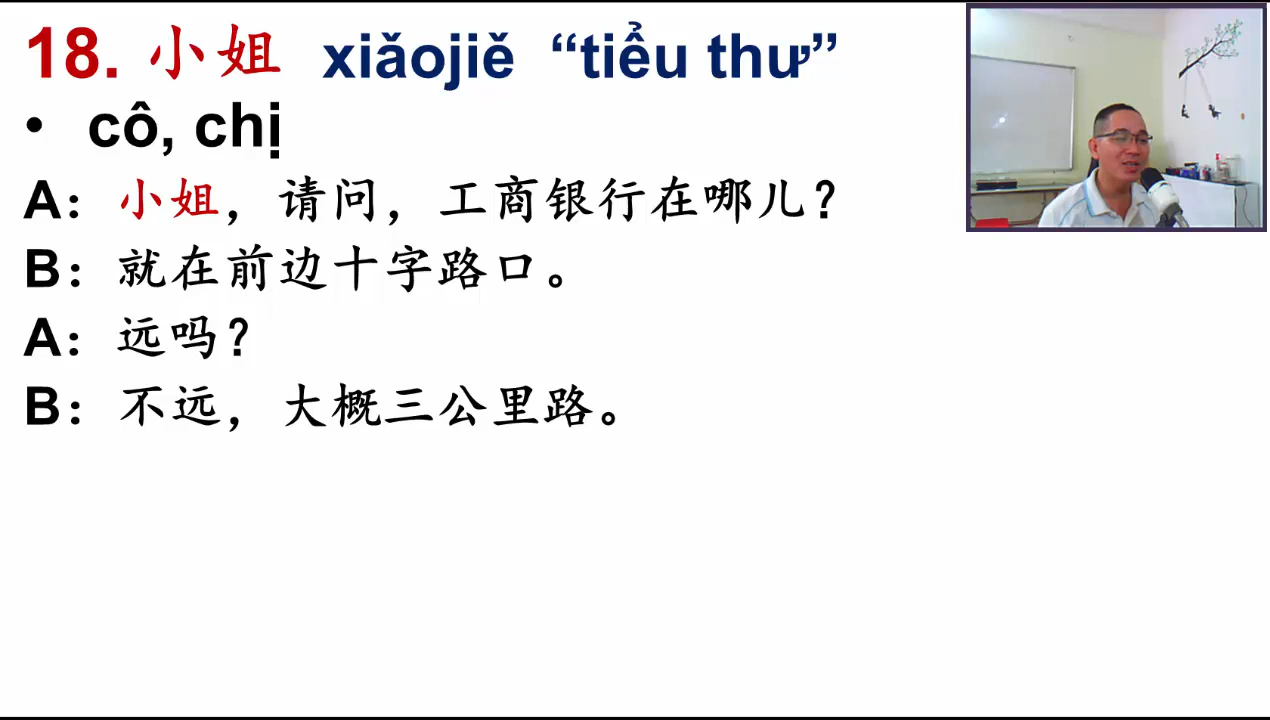 18. 小姐 xiǎojiě “tiểu thư”
• cô, chị
A：小姐，请问，工商银行在哪儿？
B：就在前边十字路口。
A：远吗？
B：不远，大概三公里路。